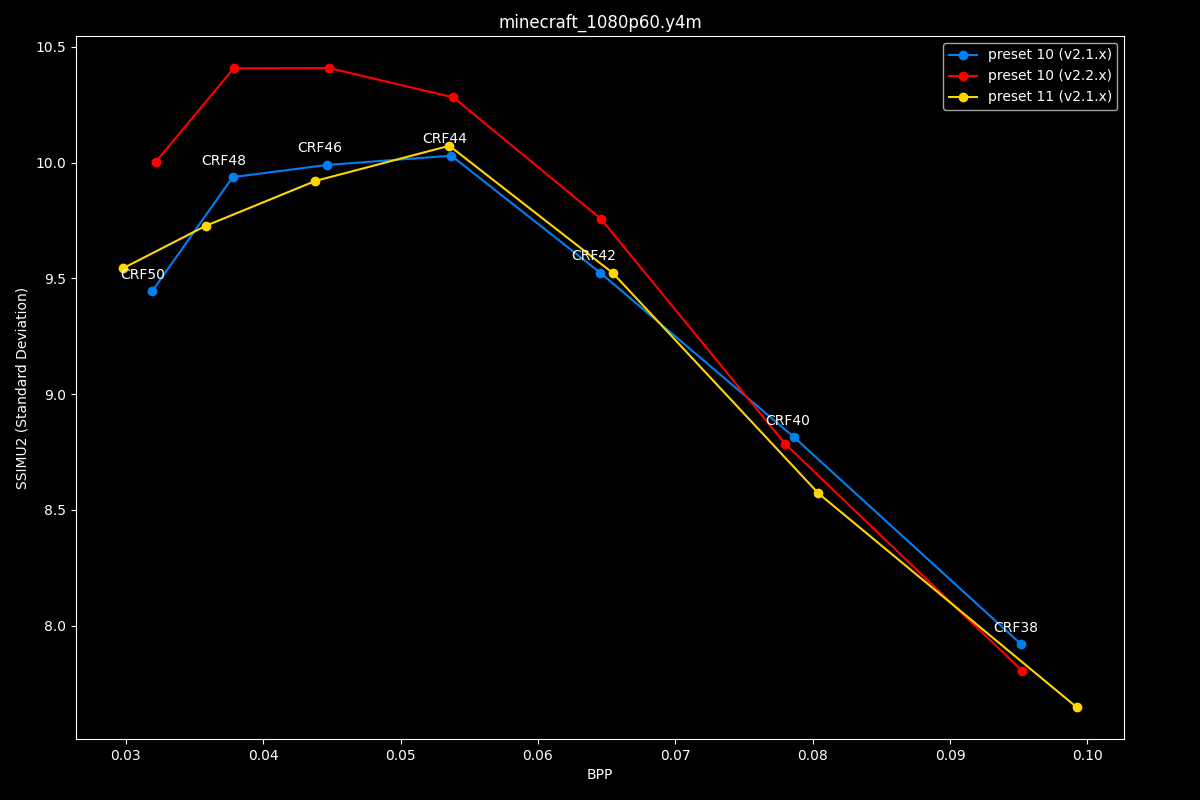 minecraft_1080p60.y4m
preset 10 (v2.1.x)
preset 10 (v2.2.x)
preset 11 (v2.1.x)
SSIMU2 (Standard Deviation)
10.5
10.0
9.5
9.0
8.5
8.0
CRF50
CRF48
CRF46
CRF44
CRF42
CRF40
CRF38
0.03 0.04 0.05 0.06 0.07 0.08 0.09 0.10
BPP